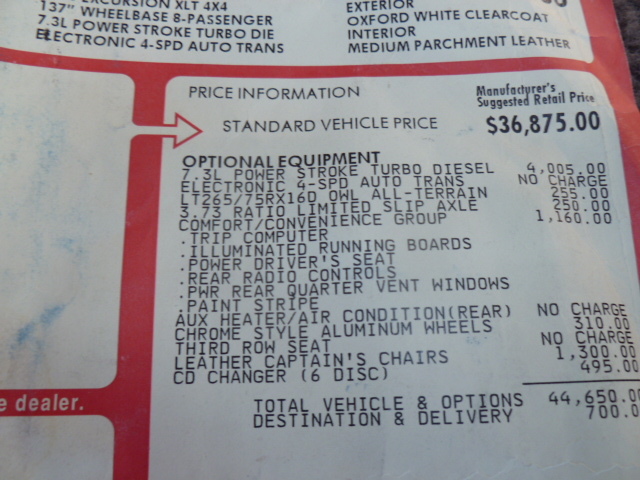 EXCURSION XLT 4X4
137" WHEELBASE 8-PASSENGER
7.3L POWER STROKE TURBO DIE
ELECTRONIC 4-SPD AUTO TRANS
EXTERIOR
OXFORD WHITE CLEARCOAT
INTERIOR
MEDIUM PARCHMENT LEATHER
PRICE INFORMATION
Manufacturer's
Suggested Retail Price
STANDARD VEHICLE PRICE $36,875.00
OPTIONAL EQUIPMENT
7.3L POWER STROKE TURBO DIESEL 4,005.00
ELECTRONIC 4-SPD AUTO TRANS NO CHARGE
LT265/75RX16D OWL ALL-TERRAIN 255.00
3.73 RATIO LIMITED SLIP AXLE 250.00
COMFORT/CONVENIENCE GROUP 1,160.00
.TRIP COMPUTER
.ILLUMINATED RUNNING BOARDS
.POWER DRIVER'S SEAT
.REAR RADIO CONTROLS
.PWR REAR QUARTER VENT WINDOWS
.PAINT STRIPE
AUX HEATER/AIR CONDITION(REAR) NO CHARGE
CHROME STYLE ALUMINUM WHEELS 310.00
THIRD ROW SEAT NO CHARGE
LEATHER CAPTAIN'S CHAIRS 1,300.00
CD CHANGER (6 DISC) 495.00
e dealer.
TOTAL VEHICLE & OPTIONS 44,650.00
DESTINATION & DELIVERY 700.0